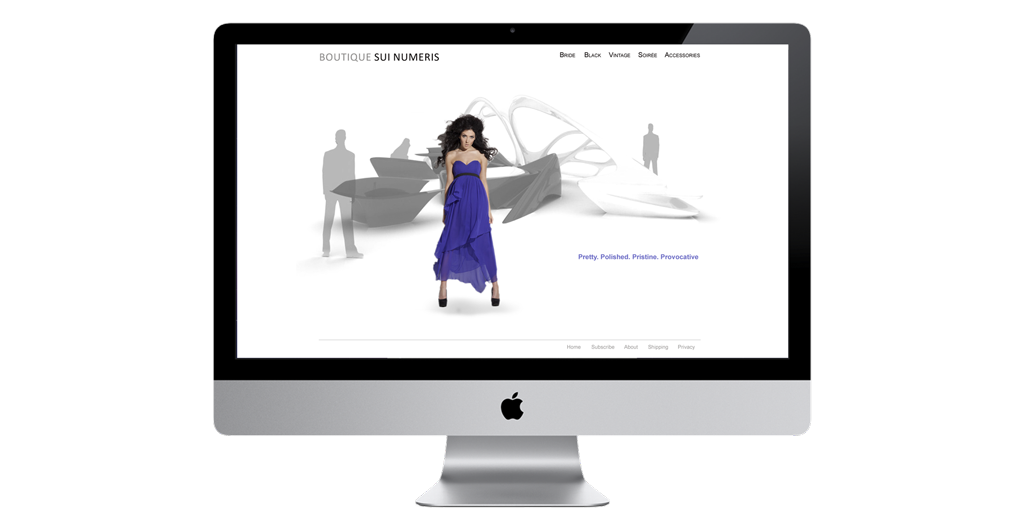 BOUTIQUE SUI NUMERIS
Bride Black Vintage Soirée Accessories
Pretty. Polished. Pristine. Provocative
Home Subscribe About Shipping Privacy